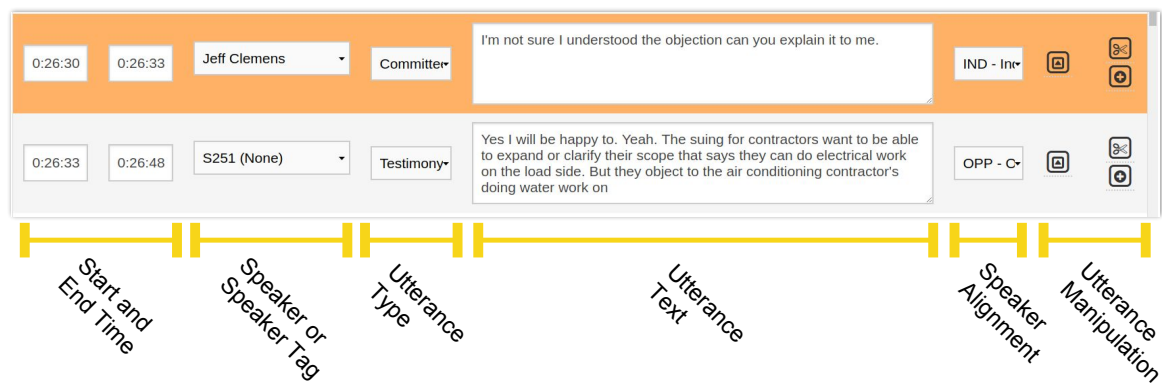 0:26:30 0:26:33 Jeff Clemens Committee I'm not sure I understood the objection can you explain it to me. IND - Inc
0:26:33 0:26:48 S251 (None) Testimony Yes I will be happy to. Yeah. The suing for contractors want to be able
to expand or clarify their scope that says they can do electrical work
on the load side. But they object to the air conditioning contractor's
doing water work on
OPP - O
Start and
End Time
Speaker or
Speaker Tag
Utterance
Type
Utterance
Text
Speaker
Alignment
Utterance
Manipulation